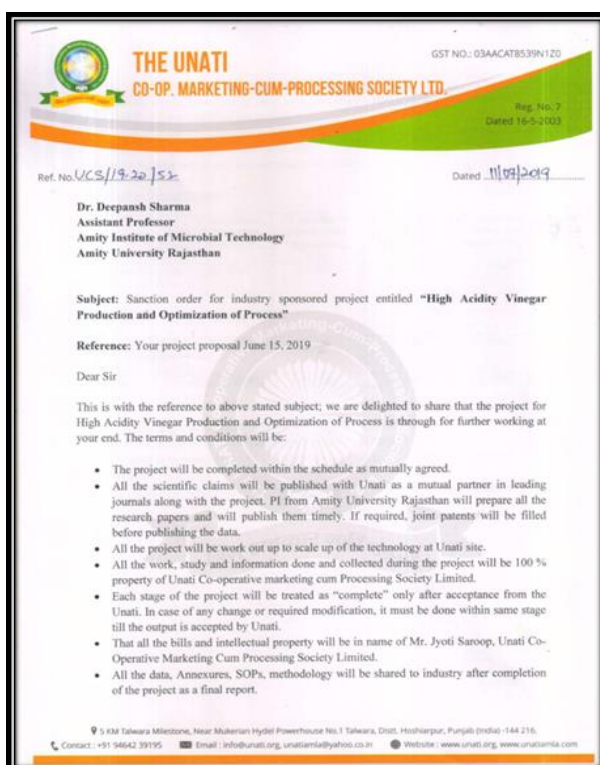 THE UNATI
CO-OP. MARKETING-CUM-PROCESSING SOCIETY LTD.
GST NO.: 03AACAT8539N1Z0
Reg. No. 7
Dated 16-5-2003
Ref. No. UCS/19-20/52
Dated 11/07/2019
Dr. Deepansh Sharma
Assistant Professor
Amity Institute of Microbial Technology
Amity University Rajasthan
Subject: Sanction order for industry sponsored project entitled “High Acidity Vinegar
Production and Optimization of Process”
Reference: Your project proposal June 15, 2019
Dear Sir
This is with the reference to above stated subject; we are delighted to share that the project for
High Acidity Vinegar Production and Optimization of Process is through for further working at
your end. The terms and conditions will be:
• The project will be completed within the schedule as mutually agreed.
• All the scientific claims will be published with Unati as a mutual partner in leading
journals along with the project. PI from Amity University Rajasthan will prepare all the
research papers and will publish them timely. If required, joint patents will be filled
before publishing the data.
• All the project will be work out up to scale up of the technology at Unati site.
• All the work, study and information done and collected during the project will be 100 %
property of Unati Co-operative marketing cum Processing Society Limited.
• Each stage of the project will be treated as “complete” only after acceptance from the
Unati. In case of any change or required modification, it must be done within same stage
till the output is accepted by Unati.
• That all the bills and intellectual property will be in name of Mr. Jyoti Saroop, Unati Co-
Operative Marketing Cum Processing Society Limited.
• All the data, Annexures, SOPs, methodology will be shared to industry after completion
of the project as a final report.
5 KM Talwara Milestone, Near Mukerian Hydel Powerhouse No.1 Talwara, Distt. Hoshiarpur, Punjab (India) -144 216.
Contact : +91 94642 39195 Email : info@unati.org, unatiamla@yahoo.co.in Website : www.unati.org, www.unatiamla.com